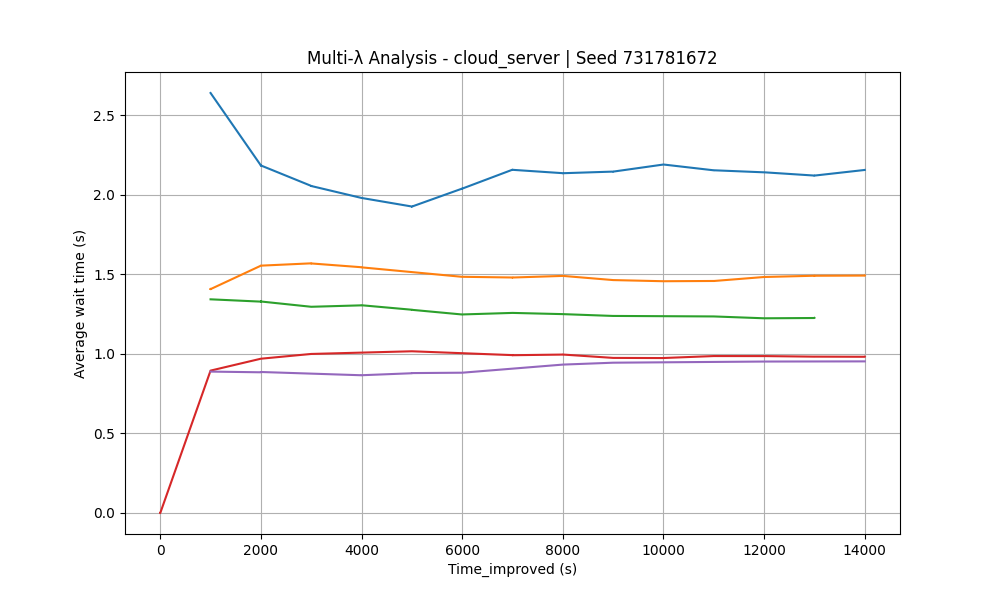 Multi-λ Analysis - cloud_server | Seed 731781672
Average wait time (s)
2.5
2.0
1.5
1.0
0.5
0.0
0 2000 4000 6000 8000 10000 12000 14000
Time_improved (s)